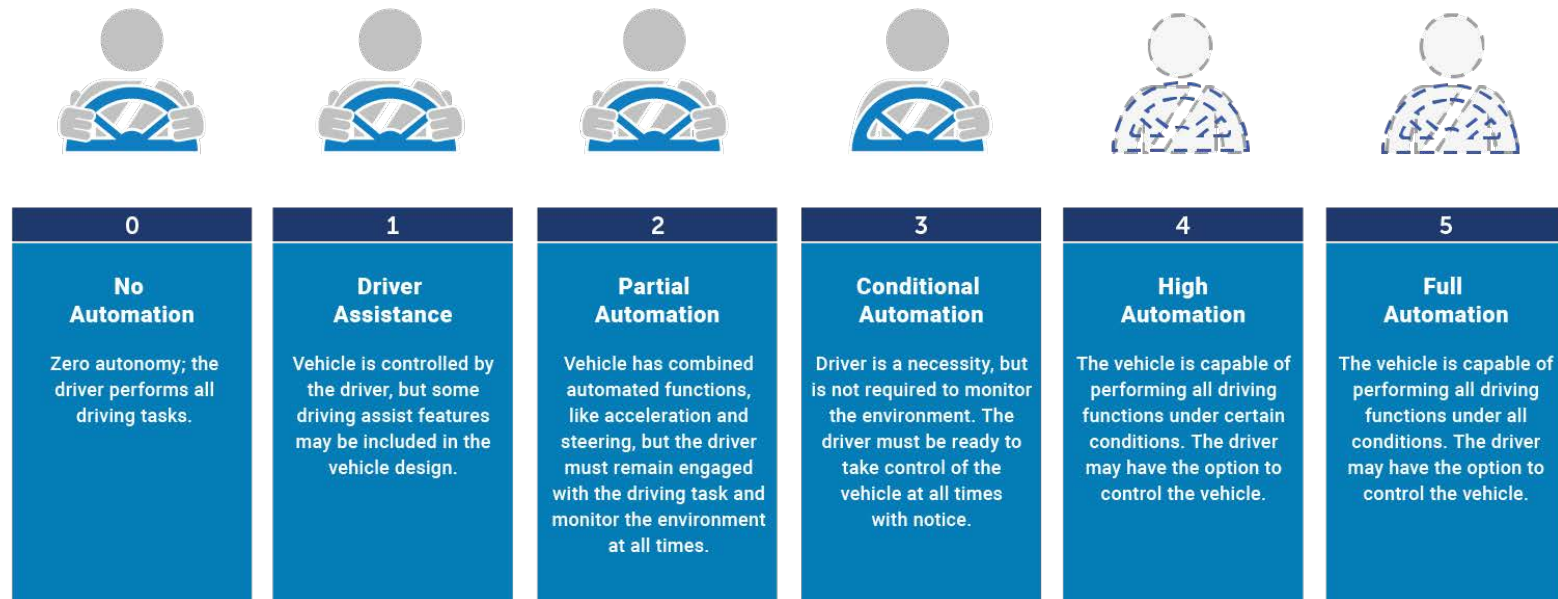 0
No
Automation
Zero autonomy; the
driver performs all
driving tasks.
1
Driver
Assistance
Vehicle is controlled by
the driver, but some
driving assist features
may be included in the
vehicle design.
2
Partial
Automation
Vehicle has combined
automated functions,
like acceleration and
steering, but the driver
must remain engaged
with the driving task and
monitor the environment
at all times.
3
Conditional
Automation
Driver is a necessity, but
is not required to monitor
the environment. The
driver must be ready to
take control of the
vehicle at all times
with notice.
4
High
Automation
The vehicle is capable of
performing all driving
functions under certain
conditions. The driver
may have the option to
control the vehicle.
5
Full
Automation
The vehicle is capable of
performing all driving
functions under all
conditions. The driver
may have the option to
control the vehicle.